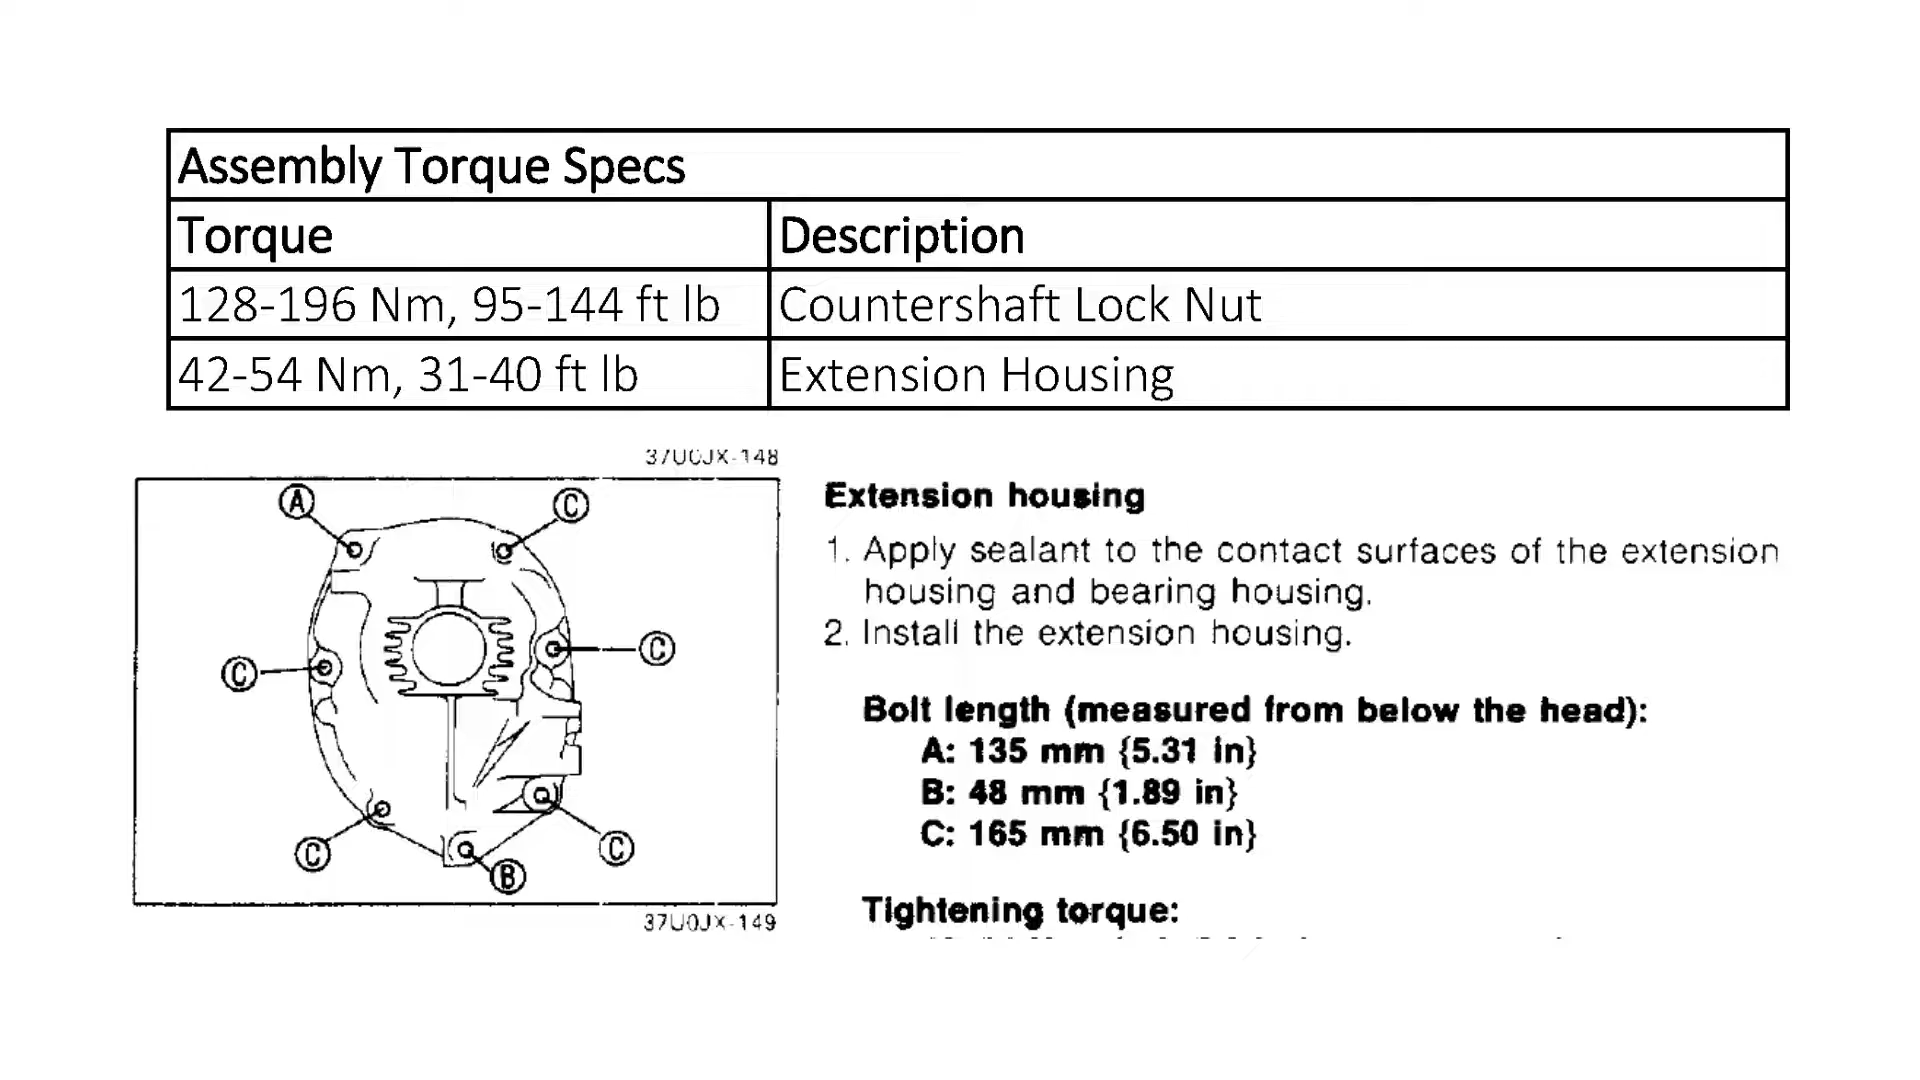 Assembly Torque Specs
Torque Description
128-196 Nm, 95-144 ft lb Countershaft Lock Nut
42-54 Nm, 31-40 ft lb Extension Housing
37U0JX-148
A
C
C
C
C
C
B
37U0JX-149
Extension housing
1. Apply sealant to the contact surfaces of the extension
housing and bearing housing.
2. Install the extension housing.
Bolt length (measured from below the head):
A: 135 mm {5.31 in}
B: 48 mm {1.89 in}
C: 165 mm {6.50 in}
Tightening torque: